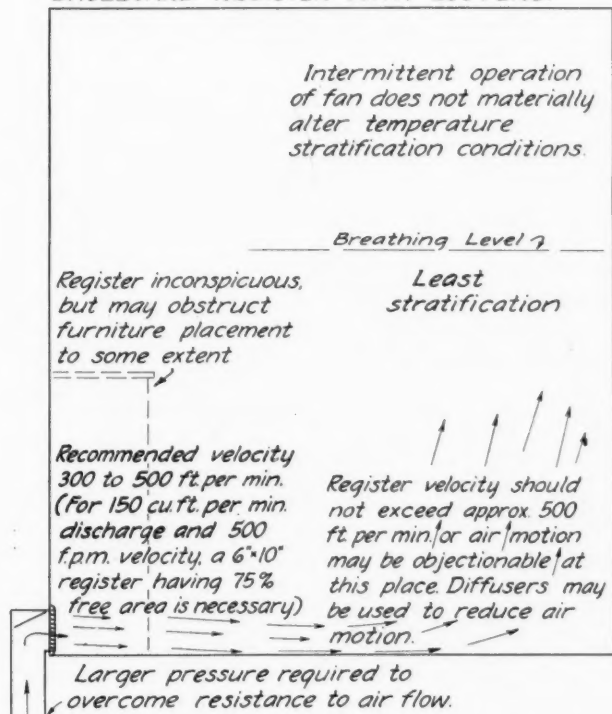 Intermittent operation
of fan does not materially
alter temperature
stratification conditions.
Breathing Level
Least
stratification
Register inconspicuous,
but may obstruct
furniture placement
to some extent
Recommended velocity
300 to 500 ft. per min.
(For 150 cu. ft. per min.
discharge and 500
f.p.m. velocity, a 6"×10"
register having 75%
free area is necessary)
Register velocity should
not exceed approx. 500
ft. per min. or air motion
may be objectionable at
this place. Diffusers may
be used to reduce air
motion.
Larger pressure required to
overcome resistance to air flow.